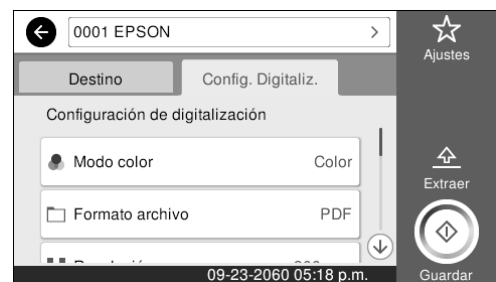 0001 EPSON
Ajustes
Destino
Config. Digitaliz.
Configuración de digitalización
Modo color
Color
Extraer
Formato archivo
PDF
09-23-2060 05:18 p.m.
Guardar